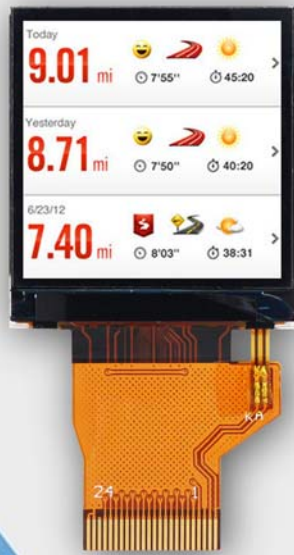 Today
9.01 mi
7'55" 45:20
Yesterday
8.71 mi
7'50" 40:20
6/23/12
7.40 mi
8'03" 38:31
KA
24 1